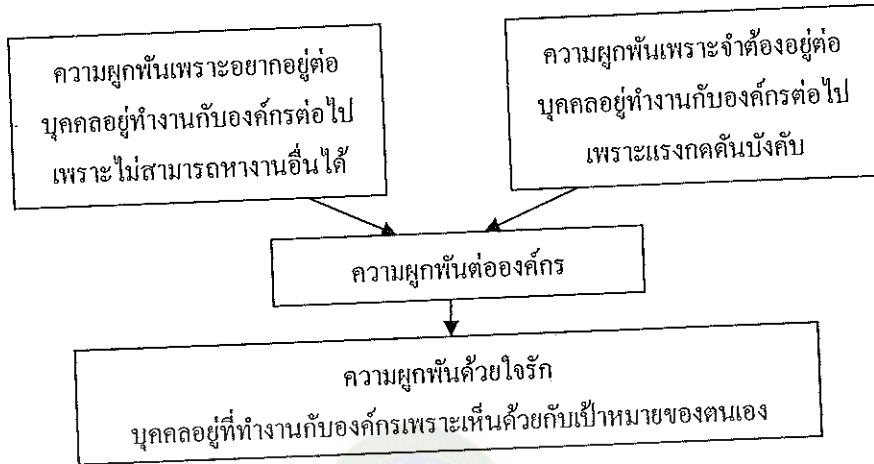 ความผูกพันเพราะอยากอยู่ต่อ
บุคคลอยู่ทำงานกับองค์กรต่อไป
เพราะไม่สามารถหางานอื่นได้
ความผูกพันเพราะจำต้องอยู่ต่อ
บุคคลอยู่ทำงานกับองค์กรต่อไป
เพราะแรงกดดันบังคับ
ความผูกพันต่อองค์กร
ความผูกพันด้วยใจรัก
บุคคลอยู่ที่ทำงานกับองค์กรเพราะเห็นด้วยกับเป้าหมายของตนเอง